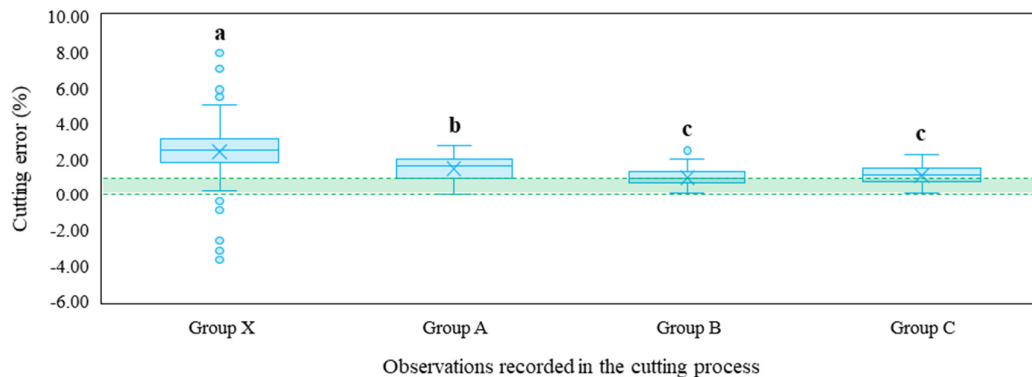 10.00
8.00
6.00
4.00
2.00
0.00
-2.00
-4.00
-6.00
Cutting error (%)
a
b
c
c
Group X
Group A
Group B
Group C
Observations recorded in the cutting process